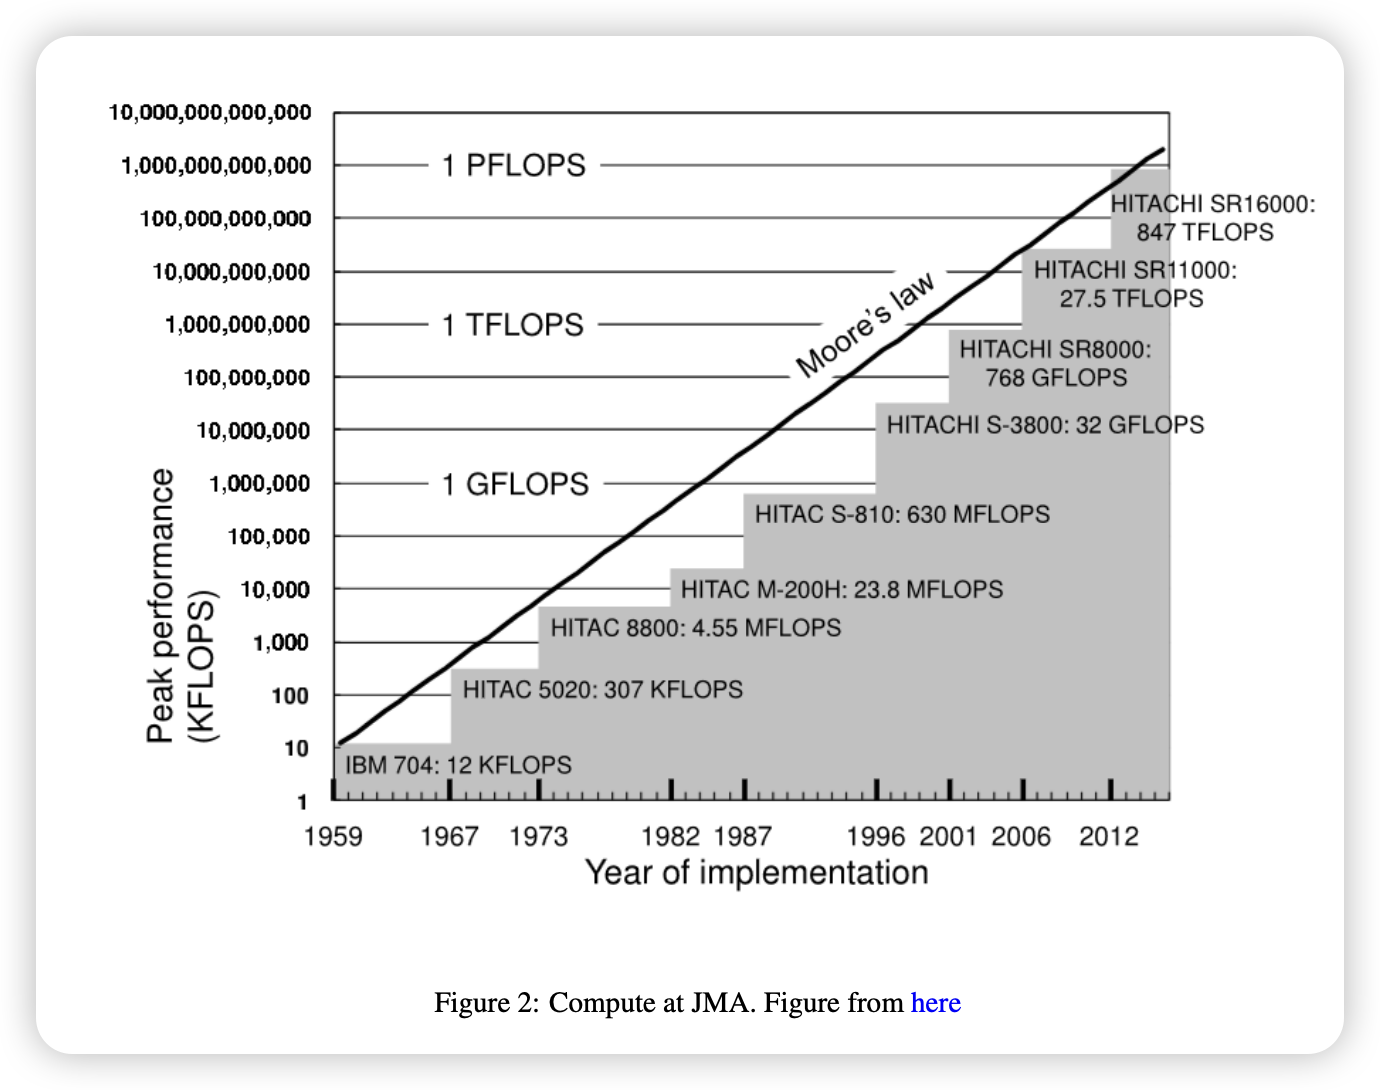 10,000,000,000,000
1,000,000,000,000
100,000,000,000
10,000,000,000
1,000,000,000
100,000,000
10,000,000
1,000,000
100,000
10,000
1,000
100
10
1
Peak performance
(KFLOPS)
1 PFLOPS
1 TFLOPS
1 GFLOPS
Moore's law
HITACHI SR16000:
847 TFLOPS
HITACHI SR11000:
27.5 TFLOPS
HITACHI SR8000:
768 GFLOPS
HITACHI S-3800: 32 GFLOPS
HITAC S-810: 630 MFLOPS
HITAC M-200H: 23.8 MFLOPS
HITAC 8800: 4.55 MFLOPS
HITAC 5020: 307 KFLOPS
IBM 704: 12 KFLOPS
1959 1967 1973 1982 1987 1996 2001 2006 2012
Year of implementation
Figure 2: Compute at JMA. Figure from here